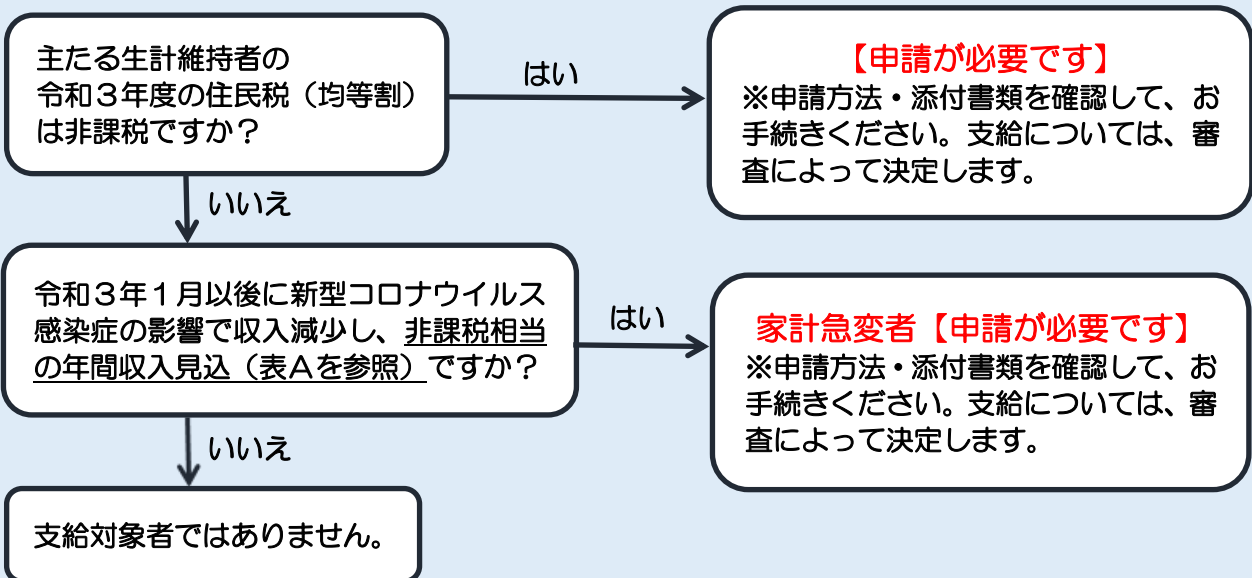 主たる生計維持者の
令和３年度の住民税（均等割）
は非課税ですか？
はい
【申請が必要です】
※申請方法・添付書類を確認して、お
手続きください。支給については、審
査によって決定します。
いいえ
令和３年１月以後に新型コロナウイルス
感染症の影響で収入減少し、非課税相当
の年間収入見込（表Ａを参照）ですか？
はい
家計急変者【申請が必要です】
※申請方法・添付書類を確認して、お
手続きください。支給については、審
査によって決定します。
いいえ
支給対象者ではありません。